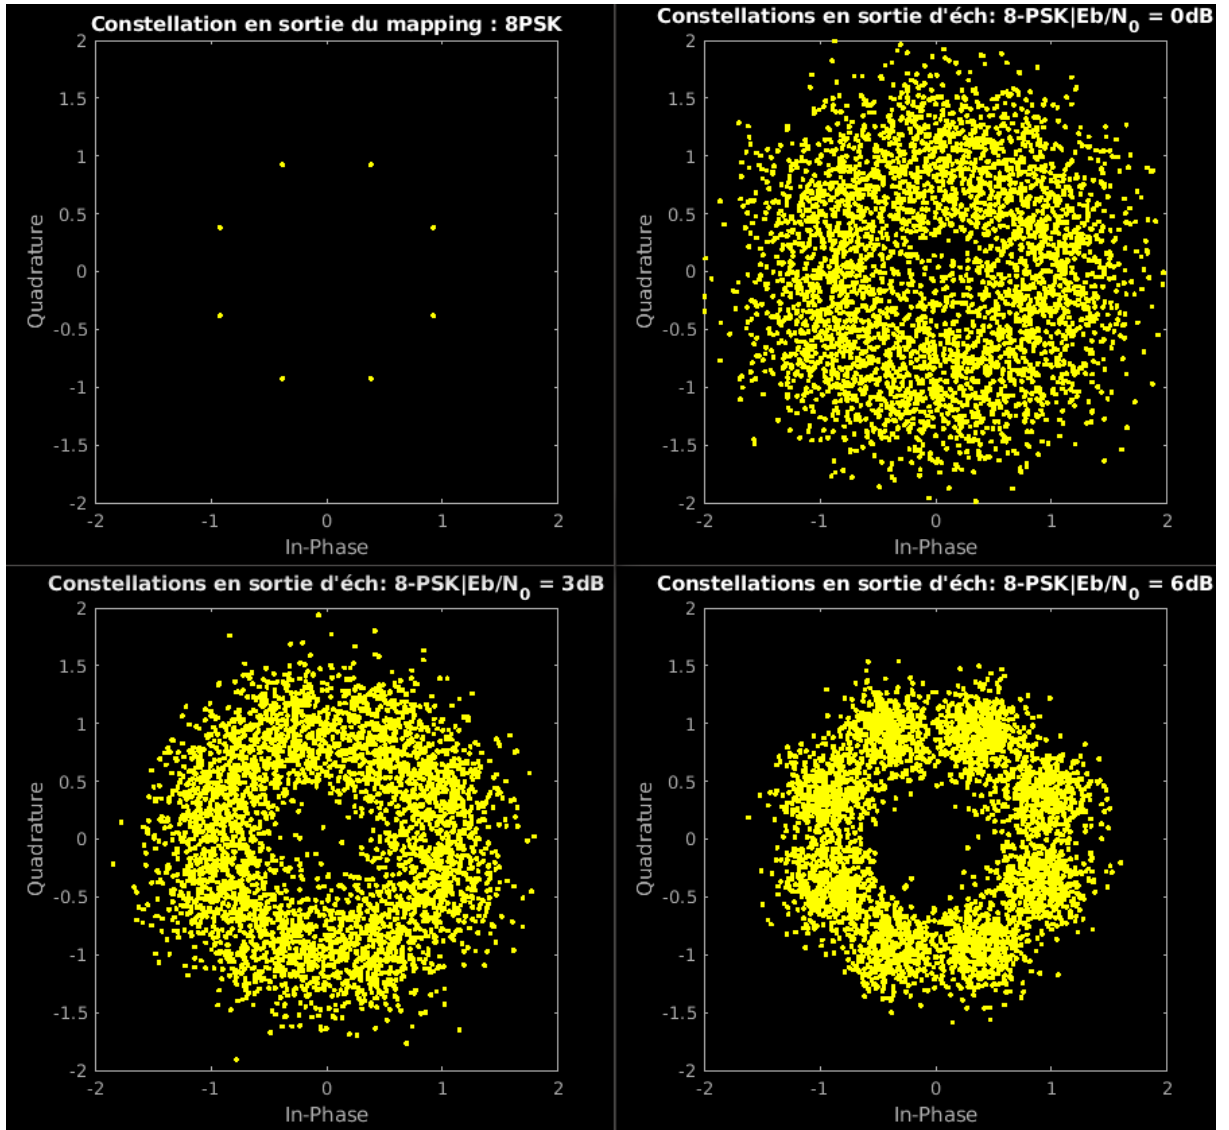 Constellation en sortie du mapping : 8PSK
2
1.5
1
0.5
0
-0.5
-1
-1.5
-2
Quadrature
-2 -1 0 1 2
In-Phase
Constellations en sortie d'éch: 8-PSK|Eb/N0 = 0dB
2
1.5
1
0.5
0
-0.5
-1
-1.5
-2
Quadrature
-2 -1 0 1 2
In-Phase
Constellations en sortie d'éch: 8-PSK|Eb/N0 = 3dB
2
1.5
1
0.5
0
-0.5
-1
-1.5
-2
Quadrature
-2 -1 0 1 2
In-Phase
Constellations en sortie d'éch: 8-PSK|Eb/N0 = 6dB
2
1.5
1
0.5
0
-0.5
-1
-1.5
-2
Quadrature
-2 -1 0 1 2
In-Phase